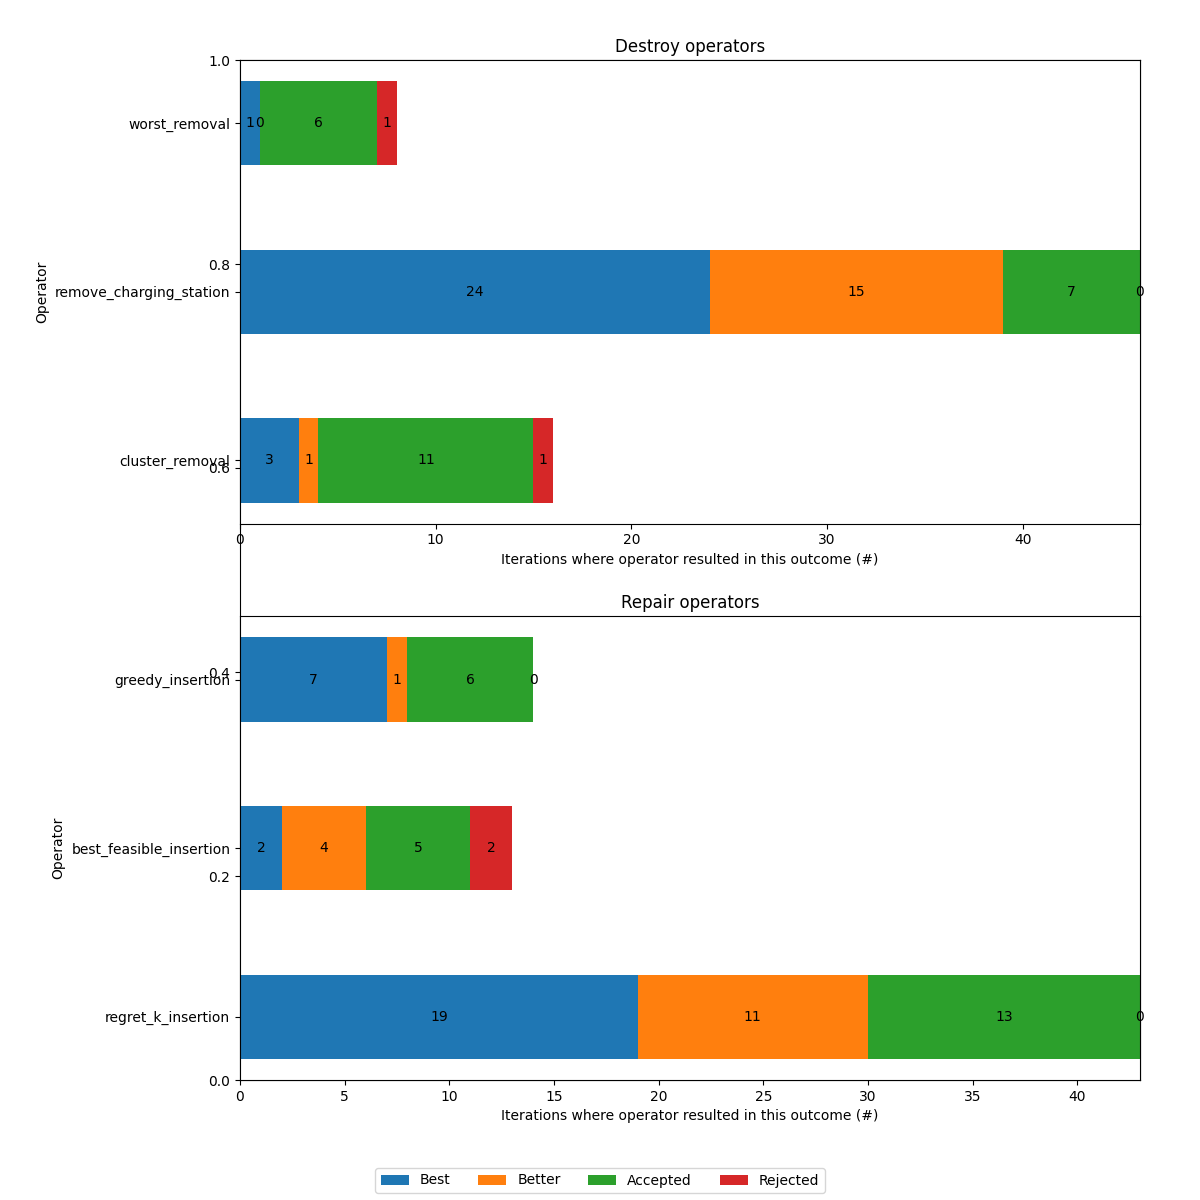 Destroy operators
1.0
worst_removal 1 0 6 1
0.8
Operator
remove_charging_station 24 15 7 0
cluster_removal 3 1 11 1
0.6
0 10 20 30 40
Iterations where operator resulted in this outcome (#)
Repair operators
0.4
greedy_insertion 7 1 6 0
Operator
best_feasible_insertion 2 4 5 2
0.2
regret_k_insertion 19 11 13 0
0.0
0 5 10 15 20 25 30 35 40
Iterations where operator resulted in this outcome (#)
Best Better Accepted Rejected